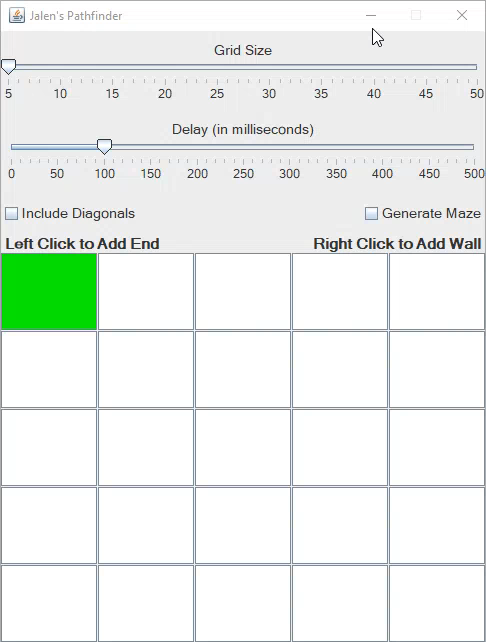 Jalen's Pathfinder
Grid Size
5 10 15 20 25 30 35 40 45 50
Delay (in milliseconds)
0 50 100 150 200 250 300 350 400 450 500
Include Diagonals Generate Maze
Left Click to Add End Right Click to Add Wall